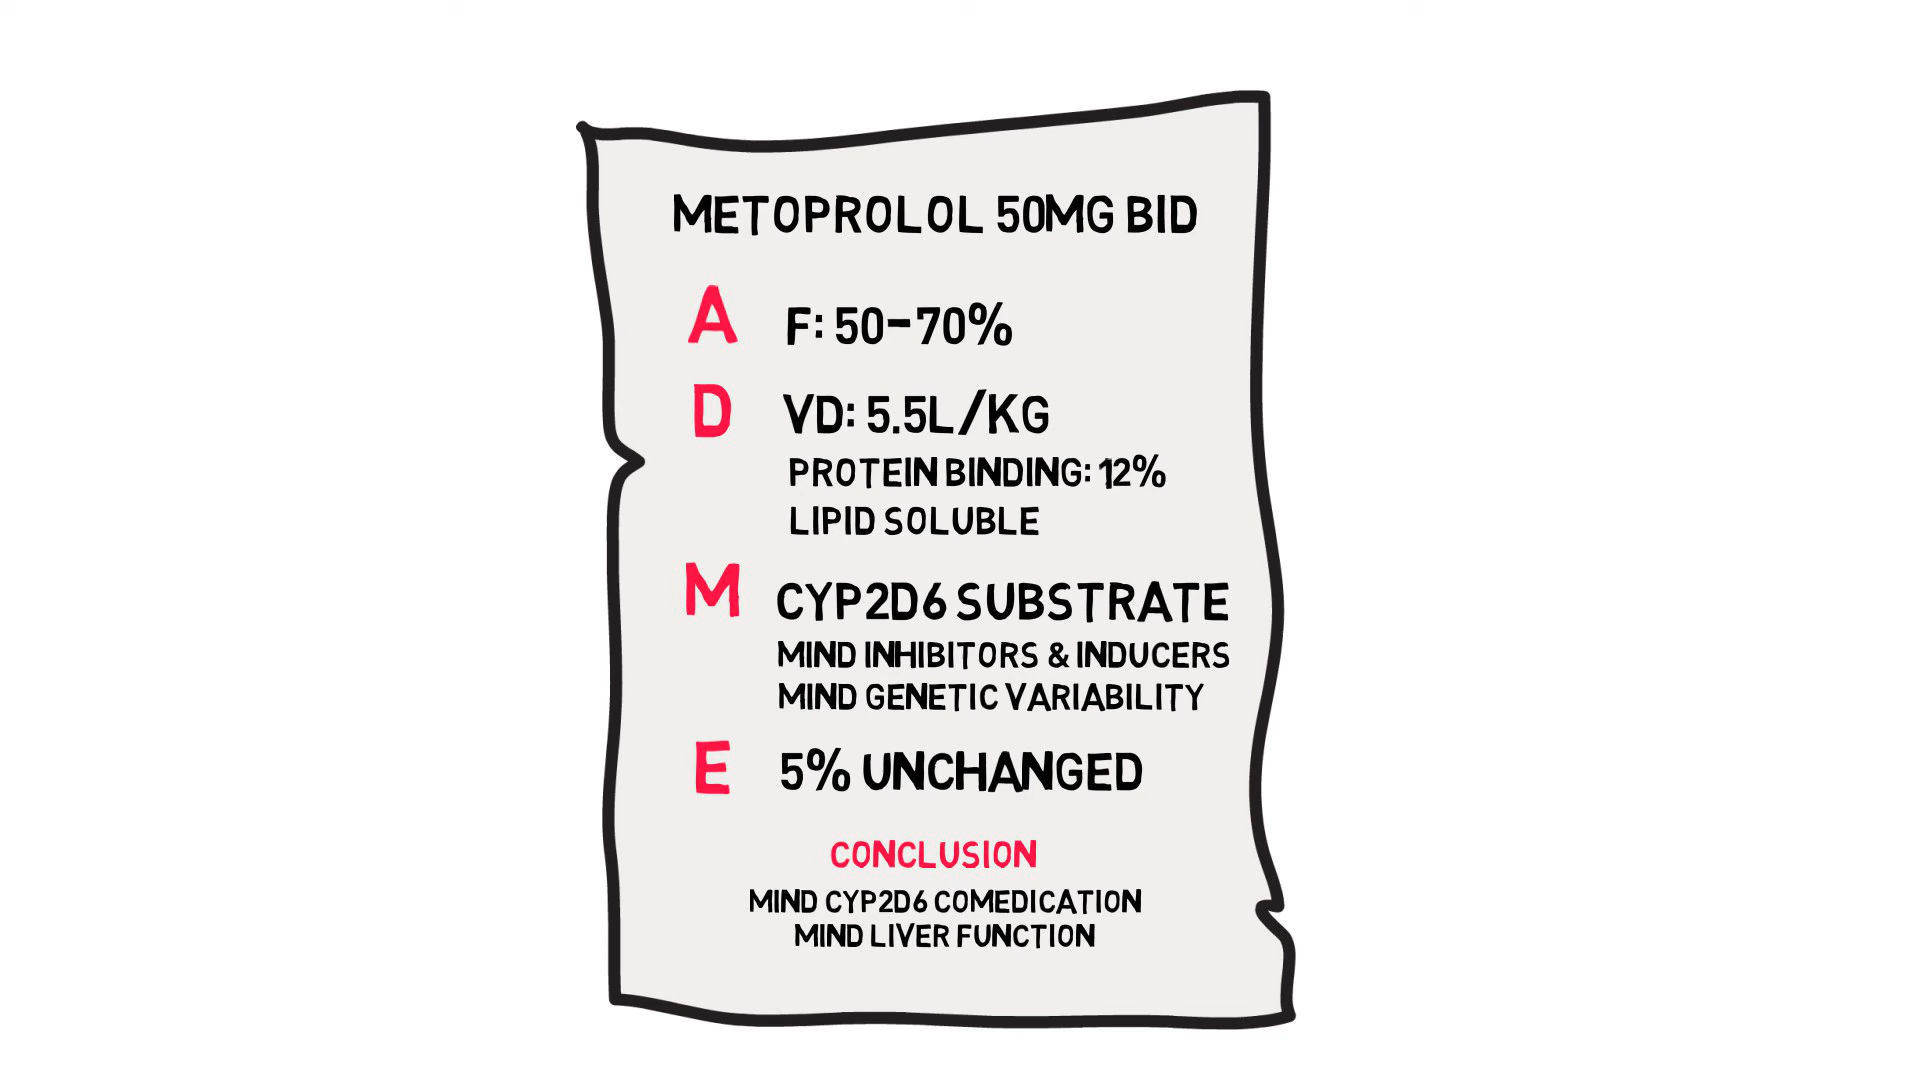 METOPROLOL 50MG BID
A F: 50-70%
D VD: 5.5L/KG
PROTEIN BINDING: 12%
LIPID SOLUBLE
M CYP2D6 SUBSTRATE
MIND INHIBITORS & INDUCERS
MIND GENETIC VARIABILITY
E 5% UNCHANGED
CONCLUSION
MIND CYP2D6 COMEDICATION
MIND LIVER FUNCTION